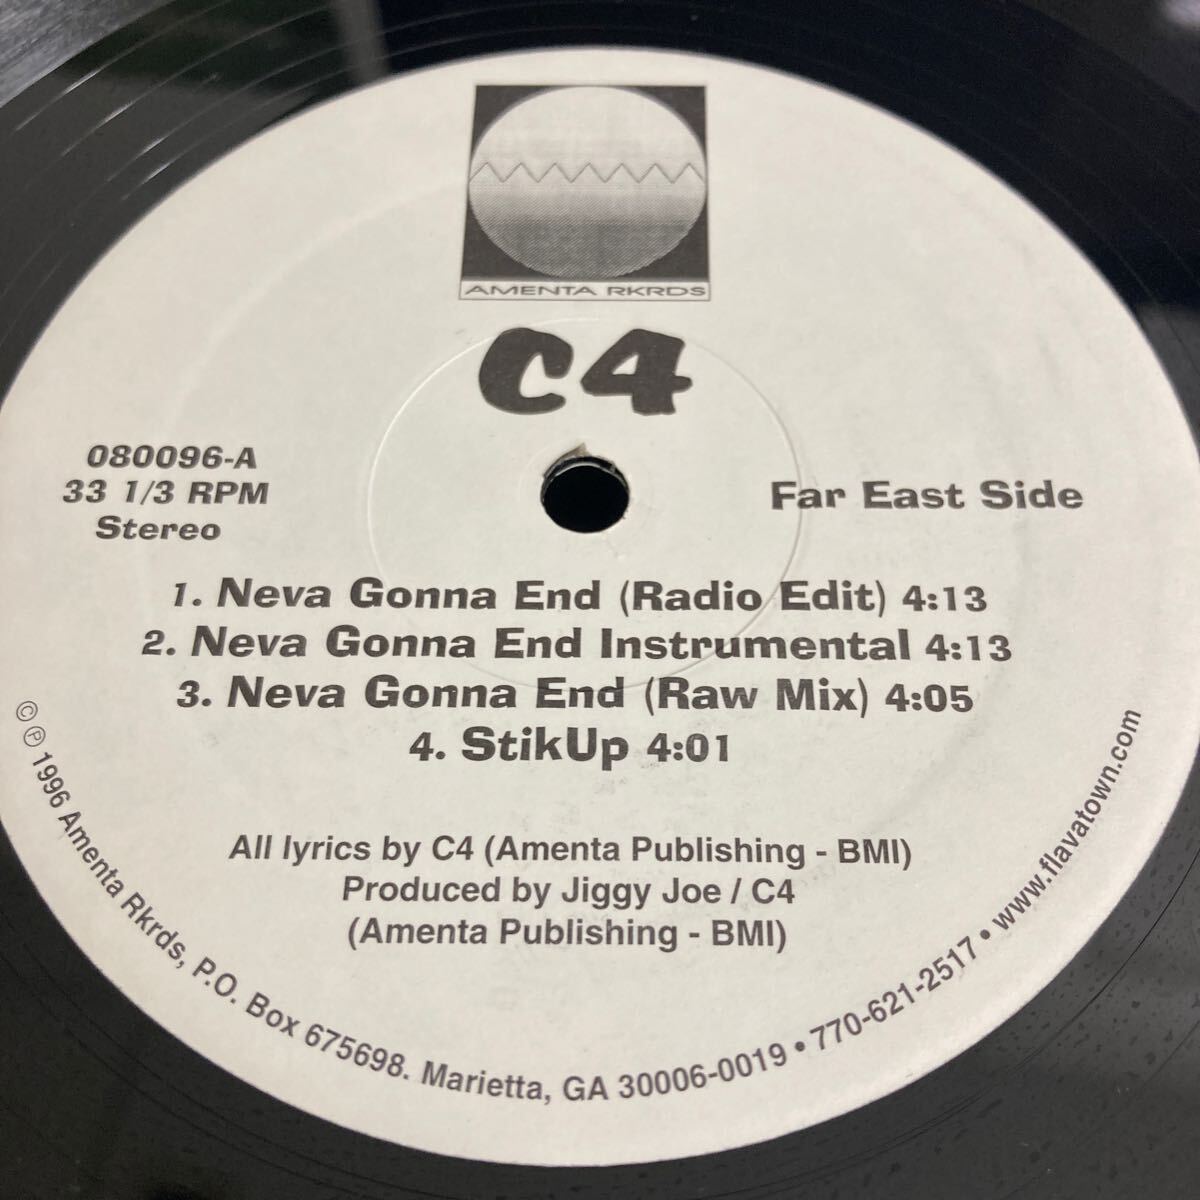 AMENTA RKRDS
C4
080096-A
33 1/3 RPM
Stereo
Far East Side
1. Neva Gonna End (Radio Edit) 4:13
2. Neva Gonna End Instrumental 4:13
3. Neva Gonna End (Raw Mix) 4:05
4. StikUp 4:01
All lyrics by C4 (Amenta Publishing - BMI)
Produced by Jiggy Joe / C4
(Amenta Publishing - BMI)
© ℗ 1996 Amenta Rkrds, P.O. Box 675698. Marietta, GA 30006-0019 • 770-621-2517 • www.flavatown.com